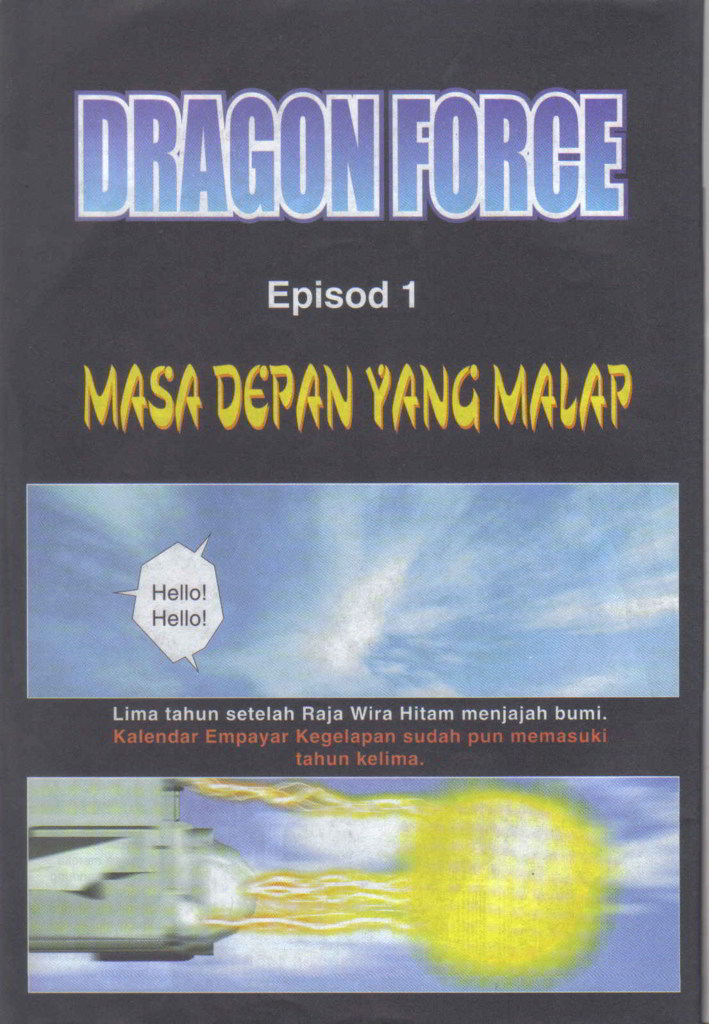 DRAGON FORCE
Episod 1
MASA DEPAN YANG MALAP
Hello!
Hello!
Lima tahun setelah Raja Wira Hitam menjajah bumi.
Kalendar Empayar Kegelapan sudah pun memasuki
tahun kelima.